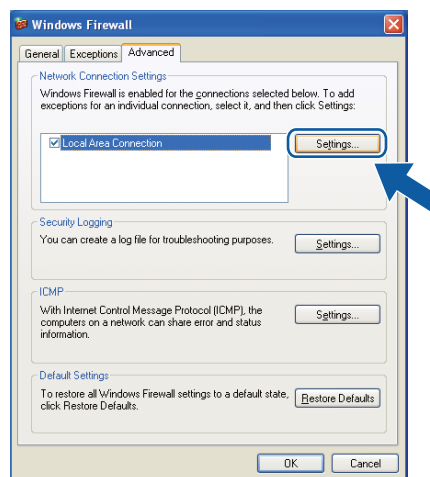 Windows Firewall
General Exceptions Advanced
Network Connection Settings
Windows Firewall is enabled for the connections selected below. To add
exceptions for an individual connection, select it, and then click Settings:
Local Area Connection
Settings...
Security Logging
You can create a log file for troubleshooting purposes.
Settings...
ICMP
With Internet Control Message Protocol (ICMP), the
computers on a network can share error and status
information.
Settings...
Default Settings
To restore all Windows Firewall settings to a default state,
click Restore Defaults.
Restore Defaults
OK Cancel